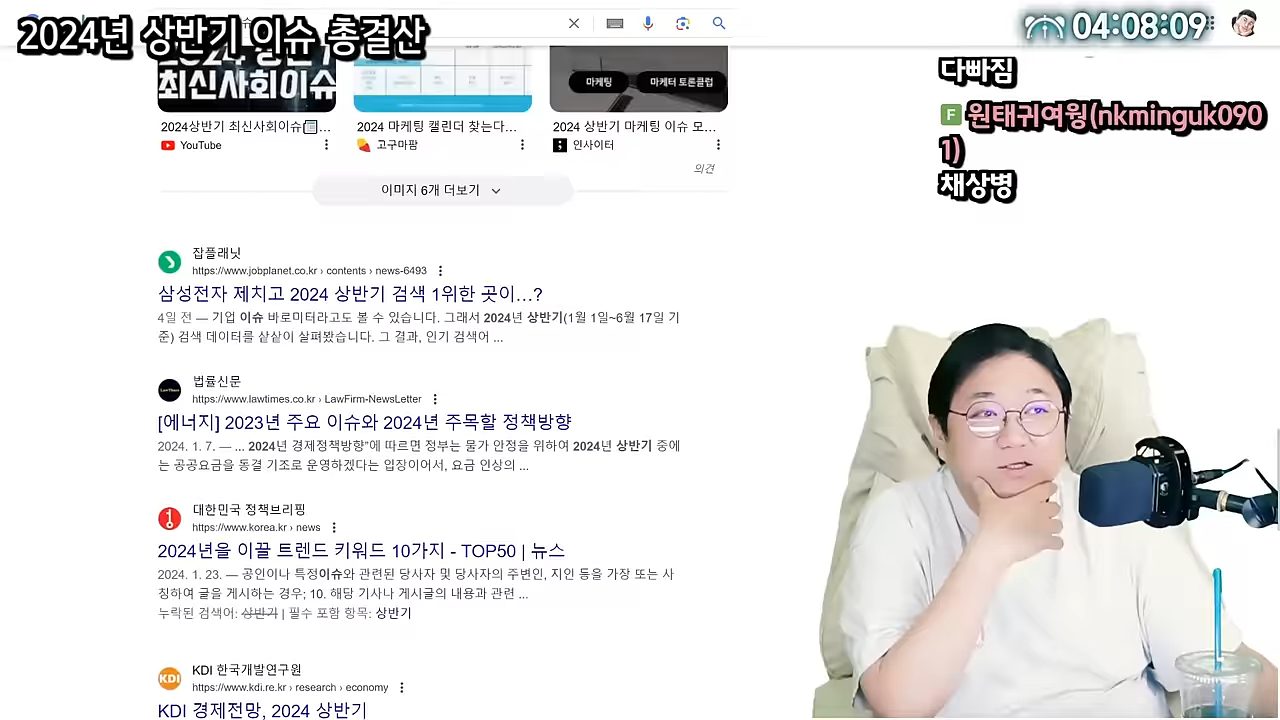 2024년 상반기 이슈 총결산
04:08:09
최신사회이슈
마케팅
마케터 토론클럽
2024상반기 최신사회이슈📋...
YouTube
2024 마케팅 캘린더 찾는다...
고구마팜
2024 상반기 마케팅 이슈 모...
인사이터
의견
이미지 6개 더보기
잡플래닛
https://www.jobplanet.co.kr › contents › news-6493
삼성전자 제치고 2024 상반기 검색 1위한 곳이…?
4일 전 — 기업 이슈 바로미터라고도 볼 수 있습니다. 그래서 2024년 상반기(1월 1일~6월 17일 기
준) 검색 데이터를 샅샅이 살펴봤습니다. 그 결과, 인기 검색어 ...
법률신문
https://www.lawtimes.co.kr › LawFirm-NewsLetter
[에너지] 2023년 주요 이슈와 2024년 주목할 정책방향
2024. 1. 7. — ... 2024년 경제정책방향"에 따르면 정부는 물가 안정을 위하여 2024년 상반기 중에
는 공공요금을 동결 기조로 운영하겠다는 입장이어서, 요금 인상의 ...
대한민국 정책브리핑
https://www.korea.kr › news
2024년을 이끌 트렌드 키워드 10가지 - TOP50 | 뉴스
2024. 1. 23. — 공인이나 특정이슈와 관련된 당사자 및 당사자의 주변인, 지인 등을 가장 또는 사
칭하여 글을 게시하는 경우; 10. 해당 기사나 게시글의 내용과 관련 ...
누락된 검색어: 상반기 | 필수 포함 항목: 상반기
KDI
KDI 한국개발연구원
https://www.kdi.re.kr › research › economy
KDI 경제전망, 2024 상반기
다빠짐
F 원태귀여웡(nkminguk090
1)
채상병